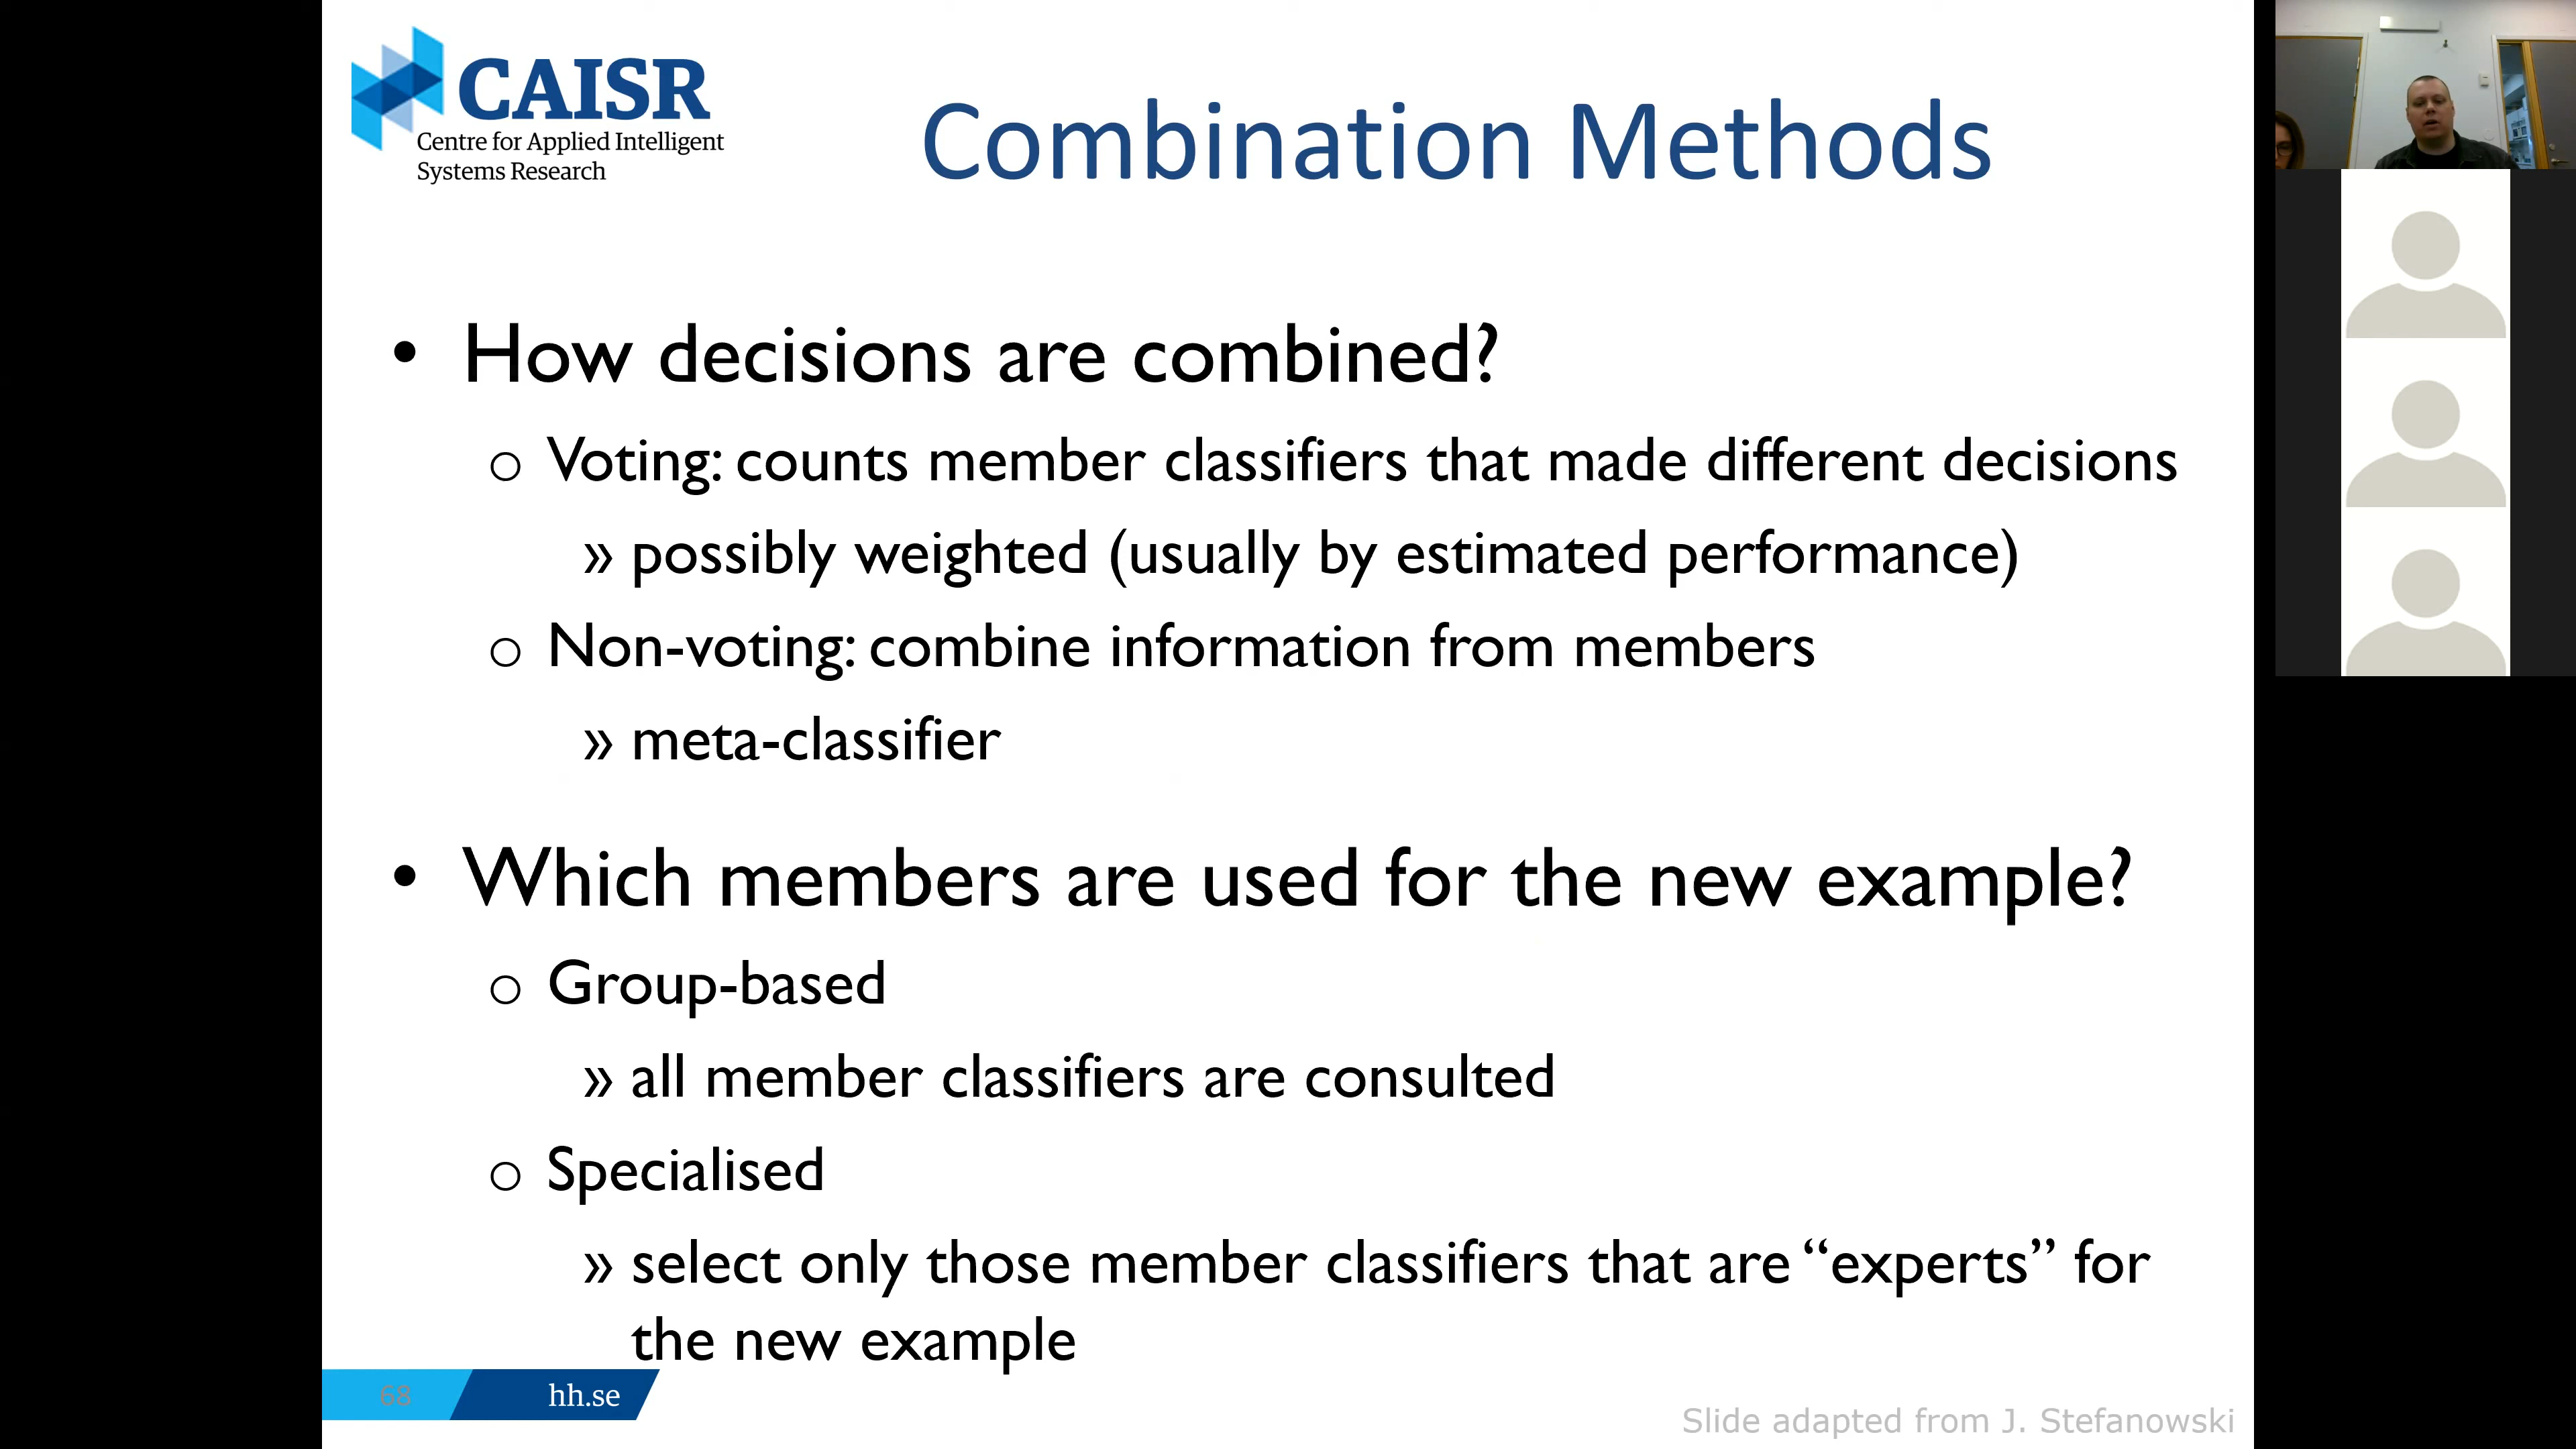 CAISR
Centre for Applied Intelligent
Systems Research
Combination Methods
• How decisions are combined?
o Voting: counts member classifiers that made different decisions
» possibly weighted (usually by estimated performance)
o Non-voting: combine information from members
» meta-classifier
• Which members are used for the new example?
o Group-based
» all member classifiers are consulted
o Specialised
» select only those member classifiers that are “experts” for
the new example
68
hh.se
Slide adapted from J. Stefanowski